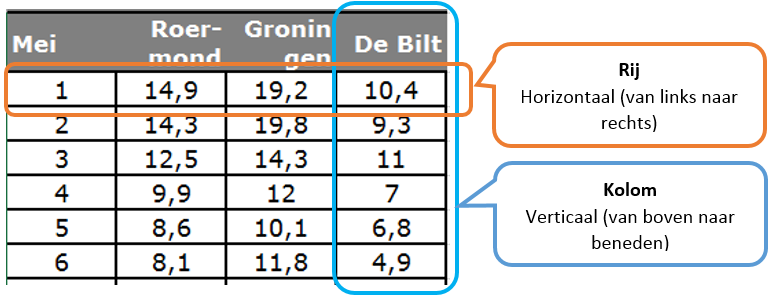 Mei Roer-mond Gronin gen De Bilt
1 14,9 19,2 10,4
2 14,3 19,8 9,3
3 12,5 14,3 11
4 9,9 12 7
5 8,6 10,1 6,8
6 8,1 11,8 4,9
Rij
Horizontaal (van links naar
rechts)
Kolom
Verticaal (van boven naar
beneden)